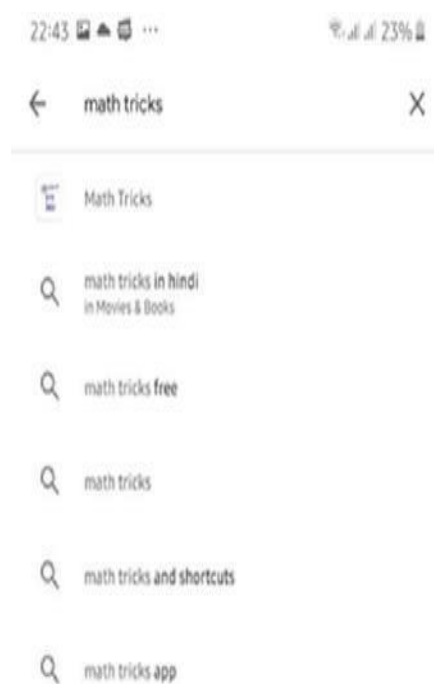 22:43 23%
math tricks
Math Tricks
math tricks in hindi
in Movies & Books
math tricks free
math tricks
math tricks and shortcuts
math tricks app